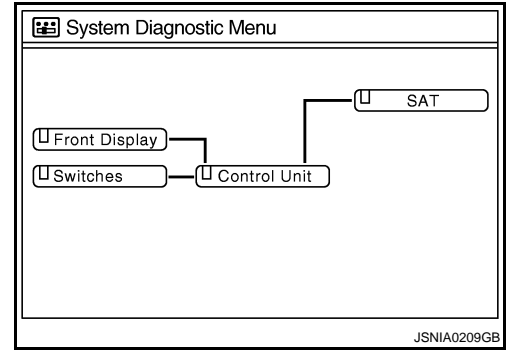 System Diagnostic Menu
SAT
Front Display
Switches
Control Unit
JSNIA0209GB